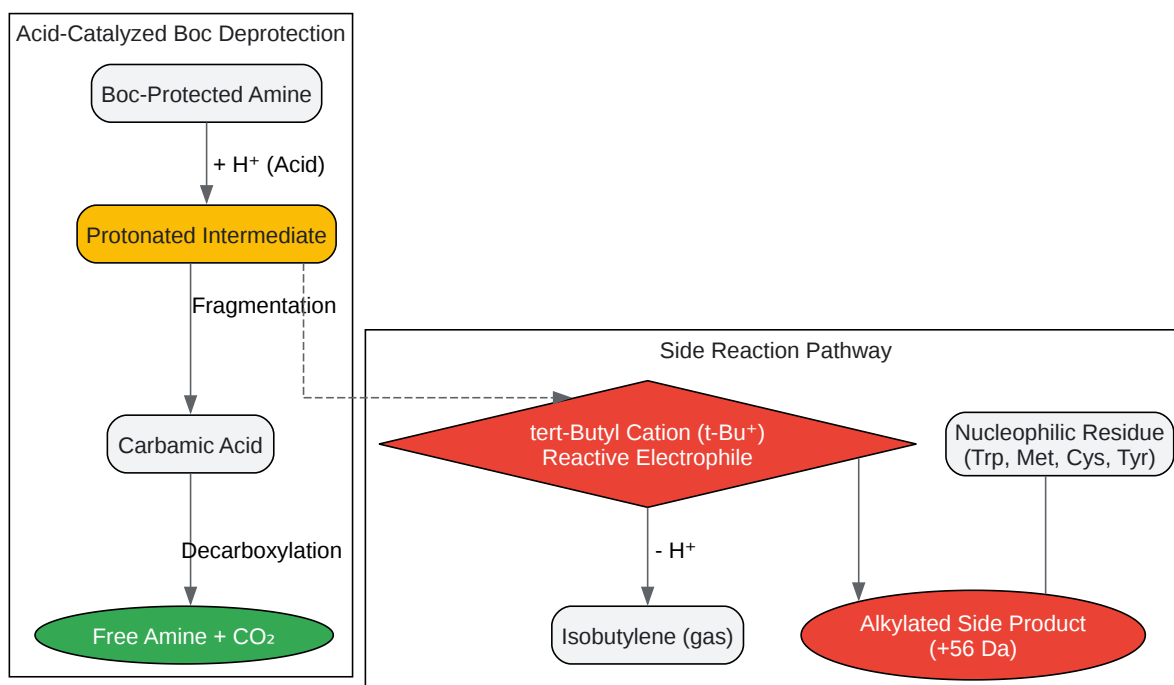 Acid-Catalyzed Boc Deprotection
Boc-Protected Amine
+ H⁺ (Acid)
Protonated Intermediate
Fragmentation
Carbamic Acid
Decarboxylation
Free Amine + CO₂
Side Reaction Pathway
tert-Butyl Cation (t-Bu⁺)
Reactive Electrophile
Nucleophilic Residue
(Trp, Met, Cys, Tyr)
- H⁺
Isobutylene (gas)
Alkylated Side Product
(+56 Da)